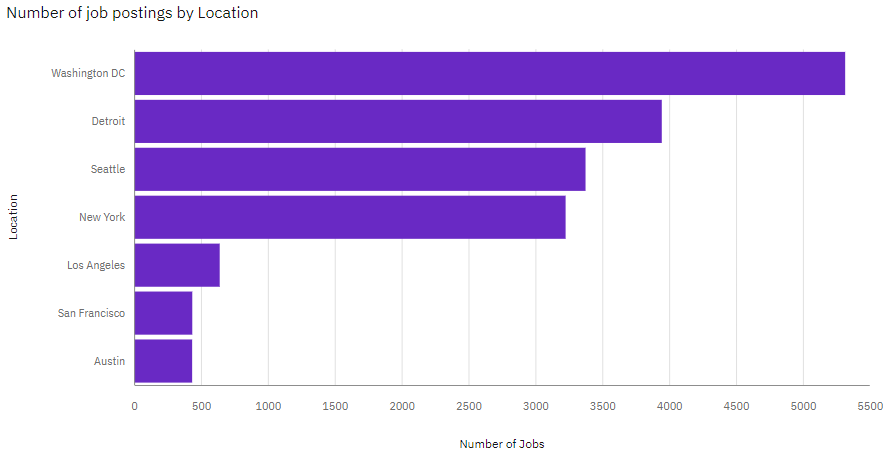 Number of job postings by Location
Location
Washington DC
Detroit
Seattle
New York
Los Angeles
San Francisco
Austin
0 500 1000 1500 2000 2500 3000 3500 4000 4500 5000 5500
Number of Jobs